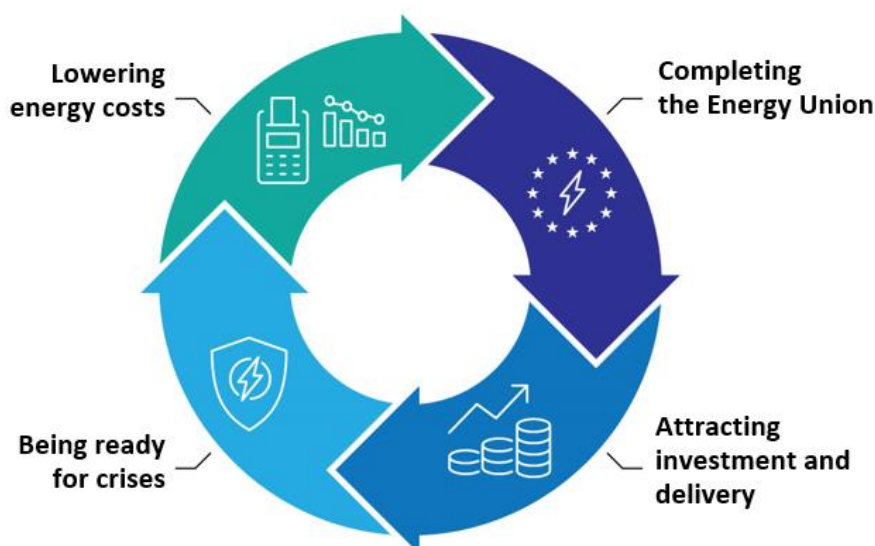 Lowering
energy costs
Completing
the Energy Union
Being ready
for crises
Attracting
investment and
delivery